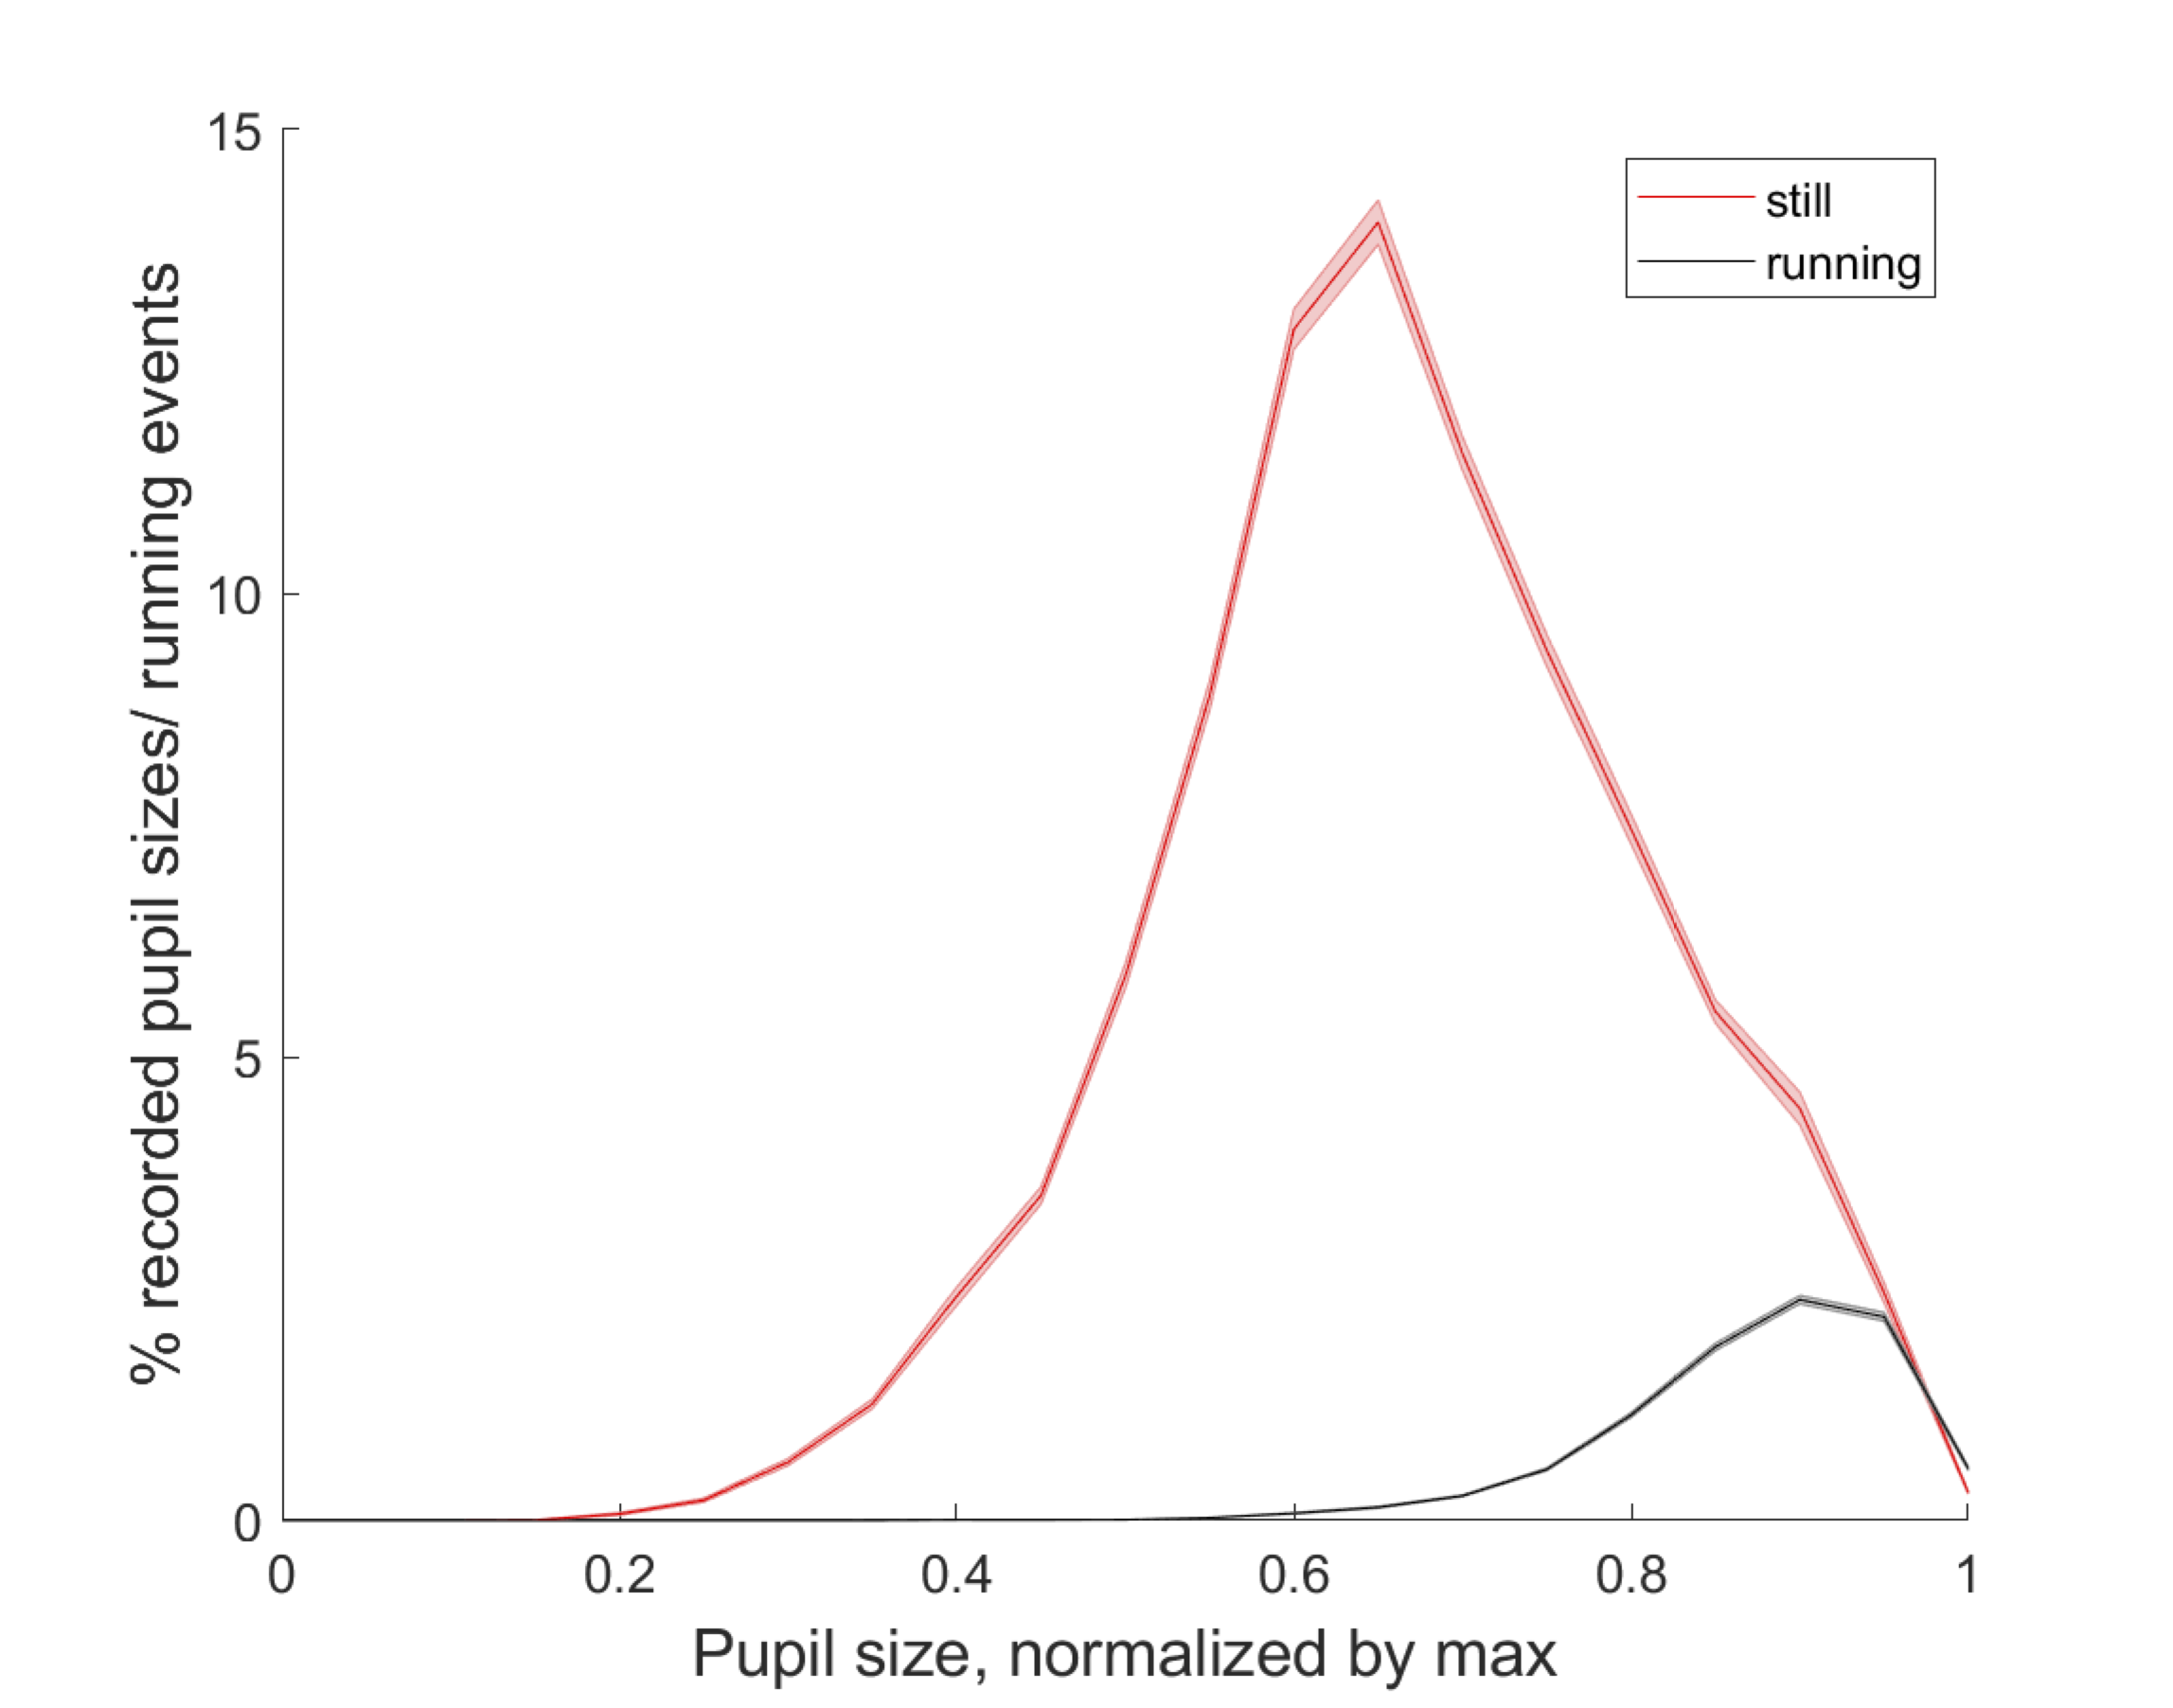 15
still
running
10
5
0
% recorded pupil sizes/ running events
0 0.2 0.4 0.6 0.8 1
Pupil size, normalized by max